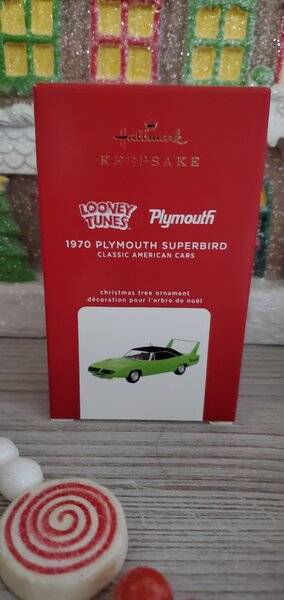 Hallmark
KEEPSAKE
LOONEY TUNES Plymouth
1970 PLYMOUTH SUPERBIRD
CLASSIC AMERICAN CARS
christmas tree ornament
décoration pour l'arbre de noël